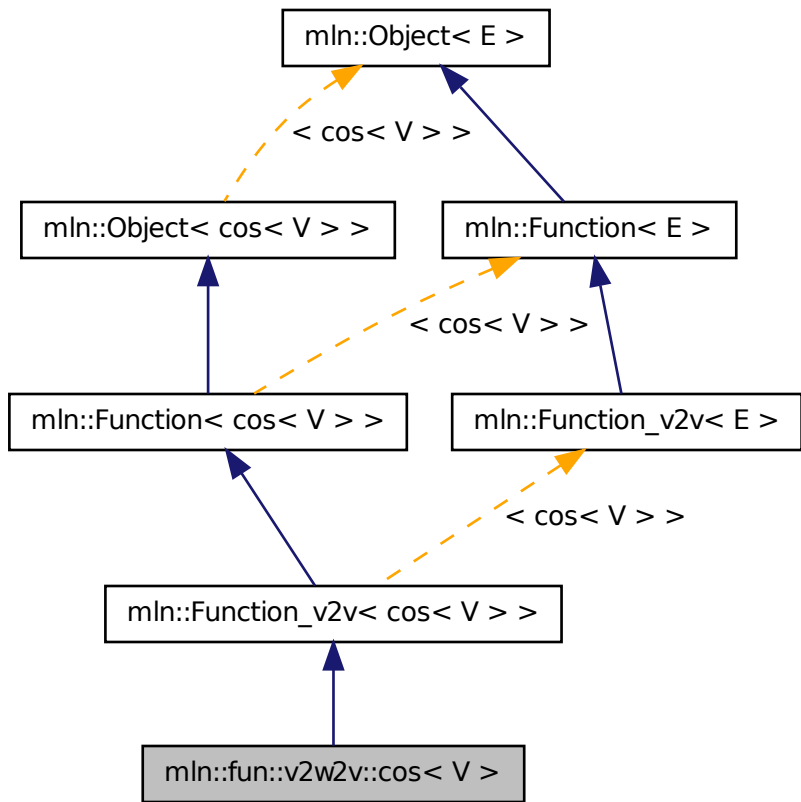 mln::Object< E >
< cos< V > >
mln::Object< cos< V > >
mln::Function< E >
< cos< V > >
mln::Function< cos< V > >
mln::Function_v2v< E >
< cos< V > >
mln::Function_v2v< cos< V > >
mln::fun::v2w2v::cos< V >